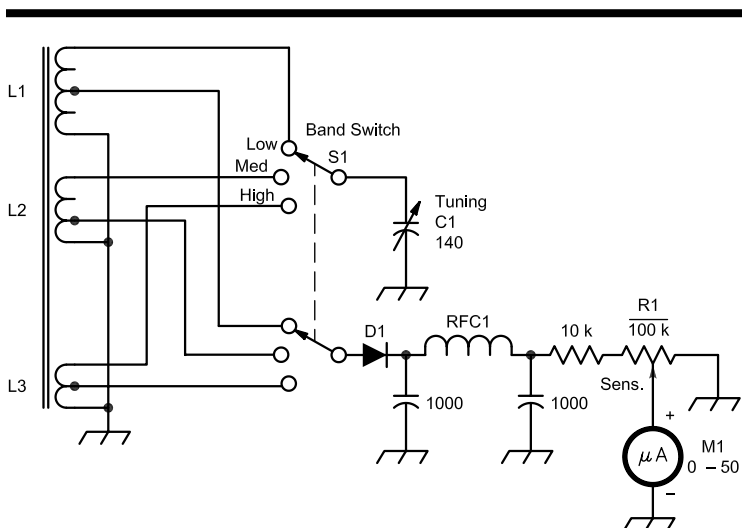 L1
Band Switch
Low
S1
Med
High
L2
Tuning
C1
140
L3
D1
RFC1
10 k
R1
100 k
Sens.
1000
1000
+
μA
M1
0 – 50
–